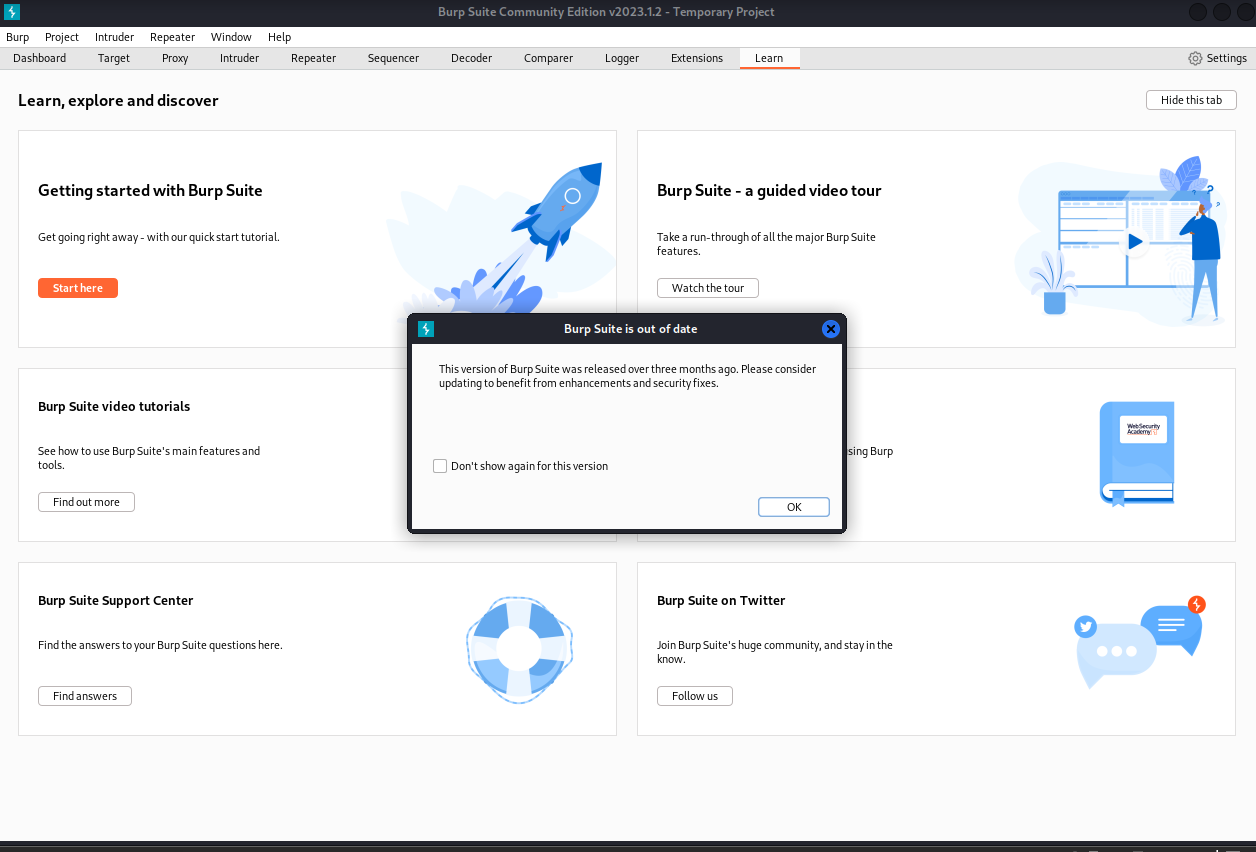 Burp Suite Community Edition v2023.1.2 - Temporary Project
Burp Project Intruder Repeater Window Help
Dashboard Target Proxy Intruder Repeater Sequencer Decoder Comparer Logger Extensions Learn Settings
Learn, explore and discover
Hide this tab
Getting started with Burp Suite
Get going right away - with our quick start tutorial.
Start here
Burp Suite - a guided video tour
Take a run-through of all the major Burp Suite
features.
Watch the tour
Burp Suite is out of date
This version of Burp Suite was released over three months ago. Please consider
updating to benefit from enhancements and security fixes.
Don't show again for this version
OK
Burp Suite video tutorials
See how to use Burp Suite's main features and
tools.
Find out more
Burp
WebSecurity
Academy
Burp Suite Support Center
Find the answers to your Burp Suite questions here.
Find answers
Burp Suite on Twitter
Join Burp Suite's huge community, and stay in the
know.
Follow us